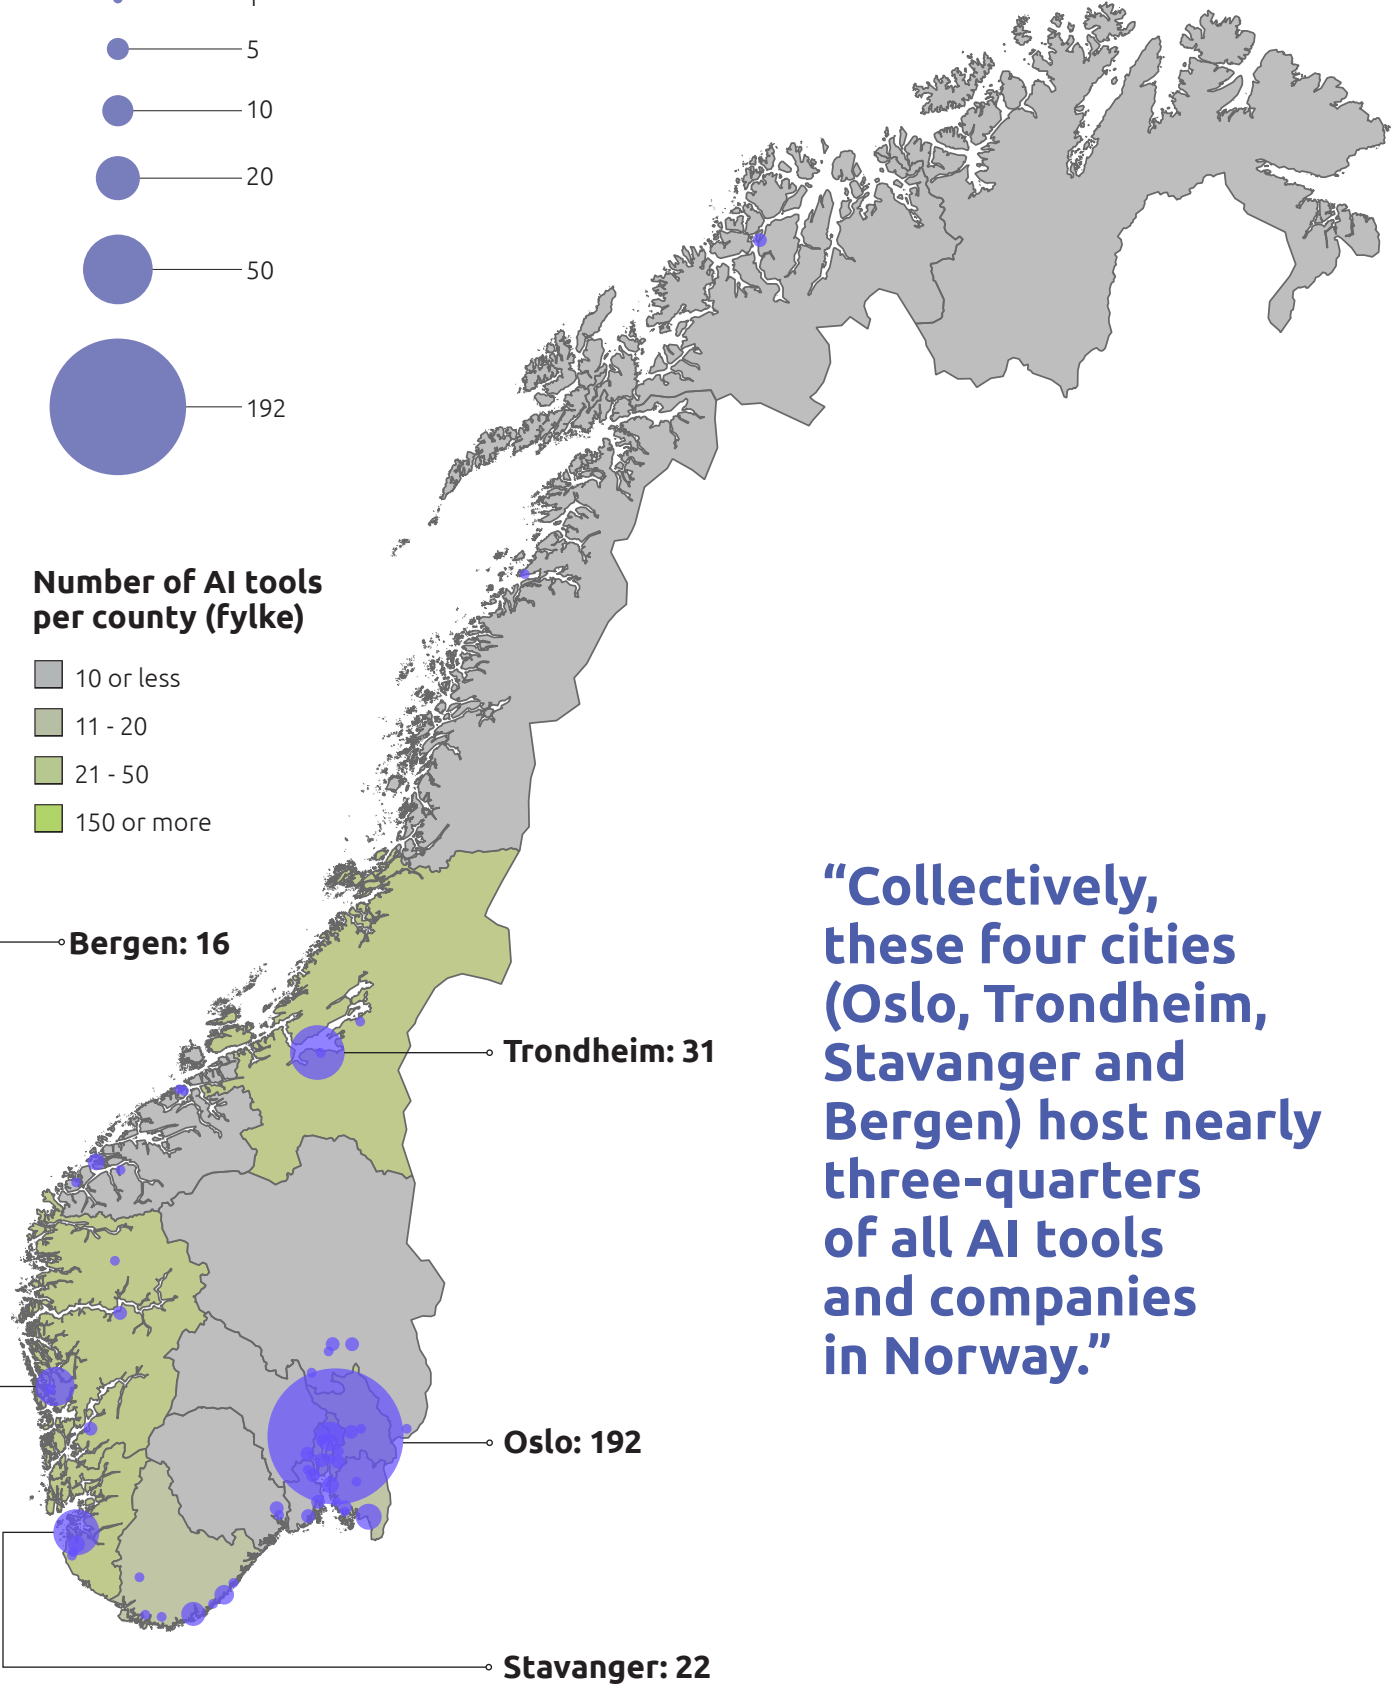 5
10
20
50
192
Number of AI tools
per county (fylke)
10 or less
11 - 20
21 - 50
150 or more
Bergen: 16
Trondheim: 31
Oslo: 192
Stavanger: 22
“Collectively,
these four cities
(Oslo, Trondheim,
Stavanger and
Bergen) host nearly
three-quarters
of all AI tools
and companies
in Norway.”